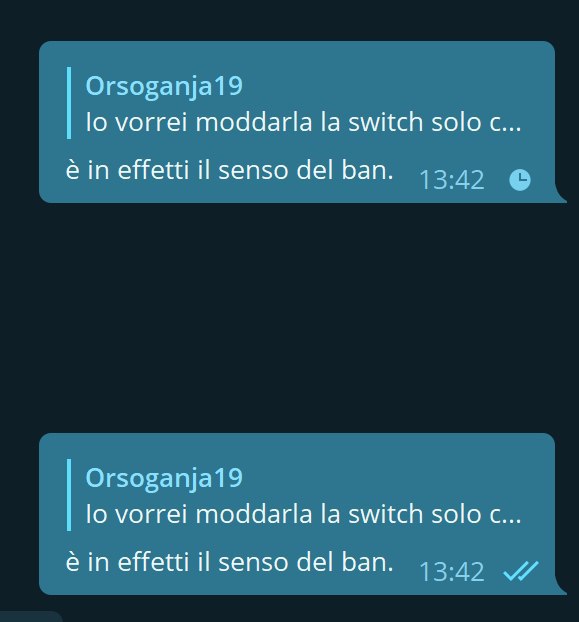 Orsoganja19
Io vorrei moddarla la switch solo c...
è in effetti il senso del ban.
13:42
Orsoganja19
Io vorrei moddarla la switch solo c...
è in effetti il senso del ban.
13:42